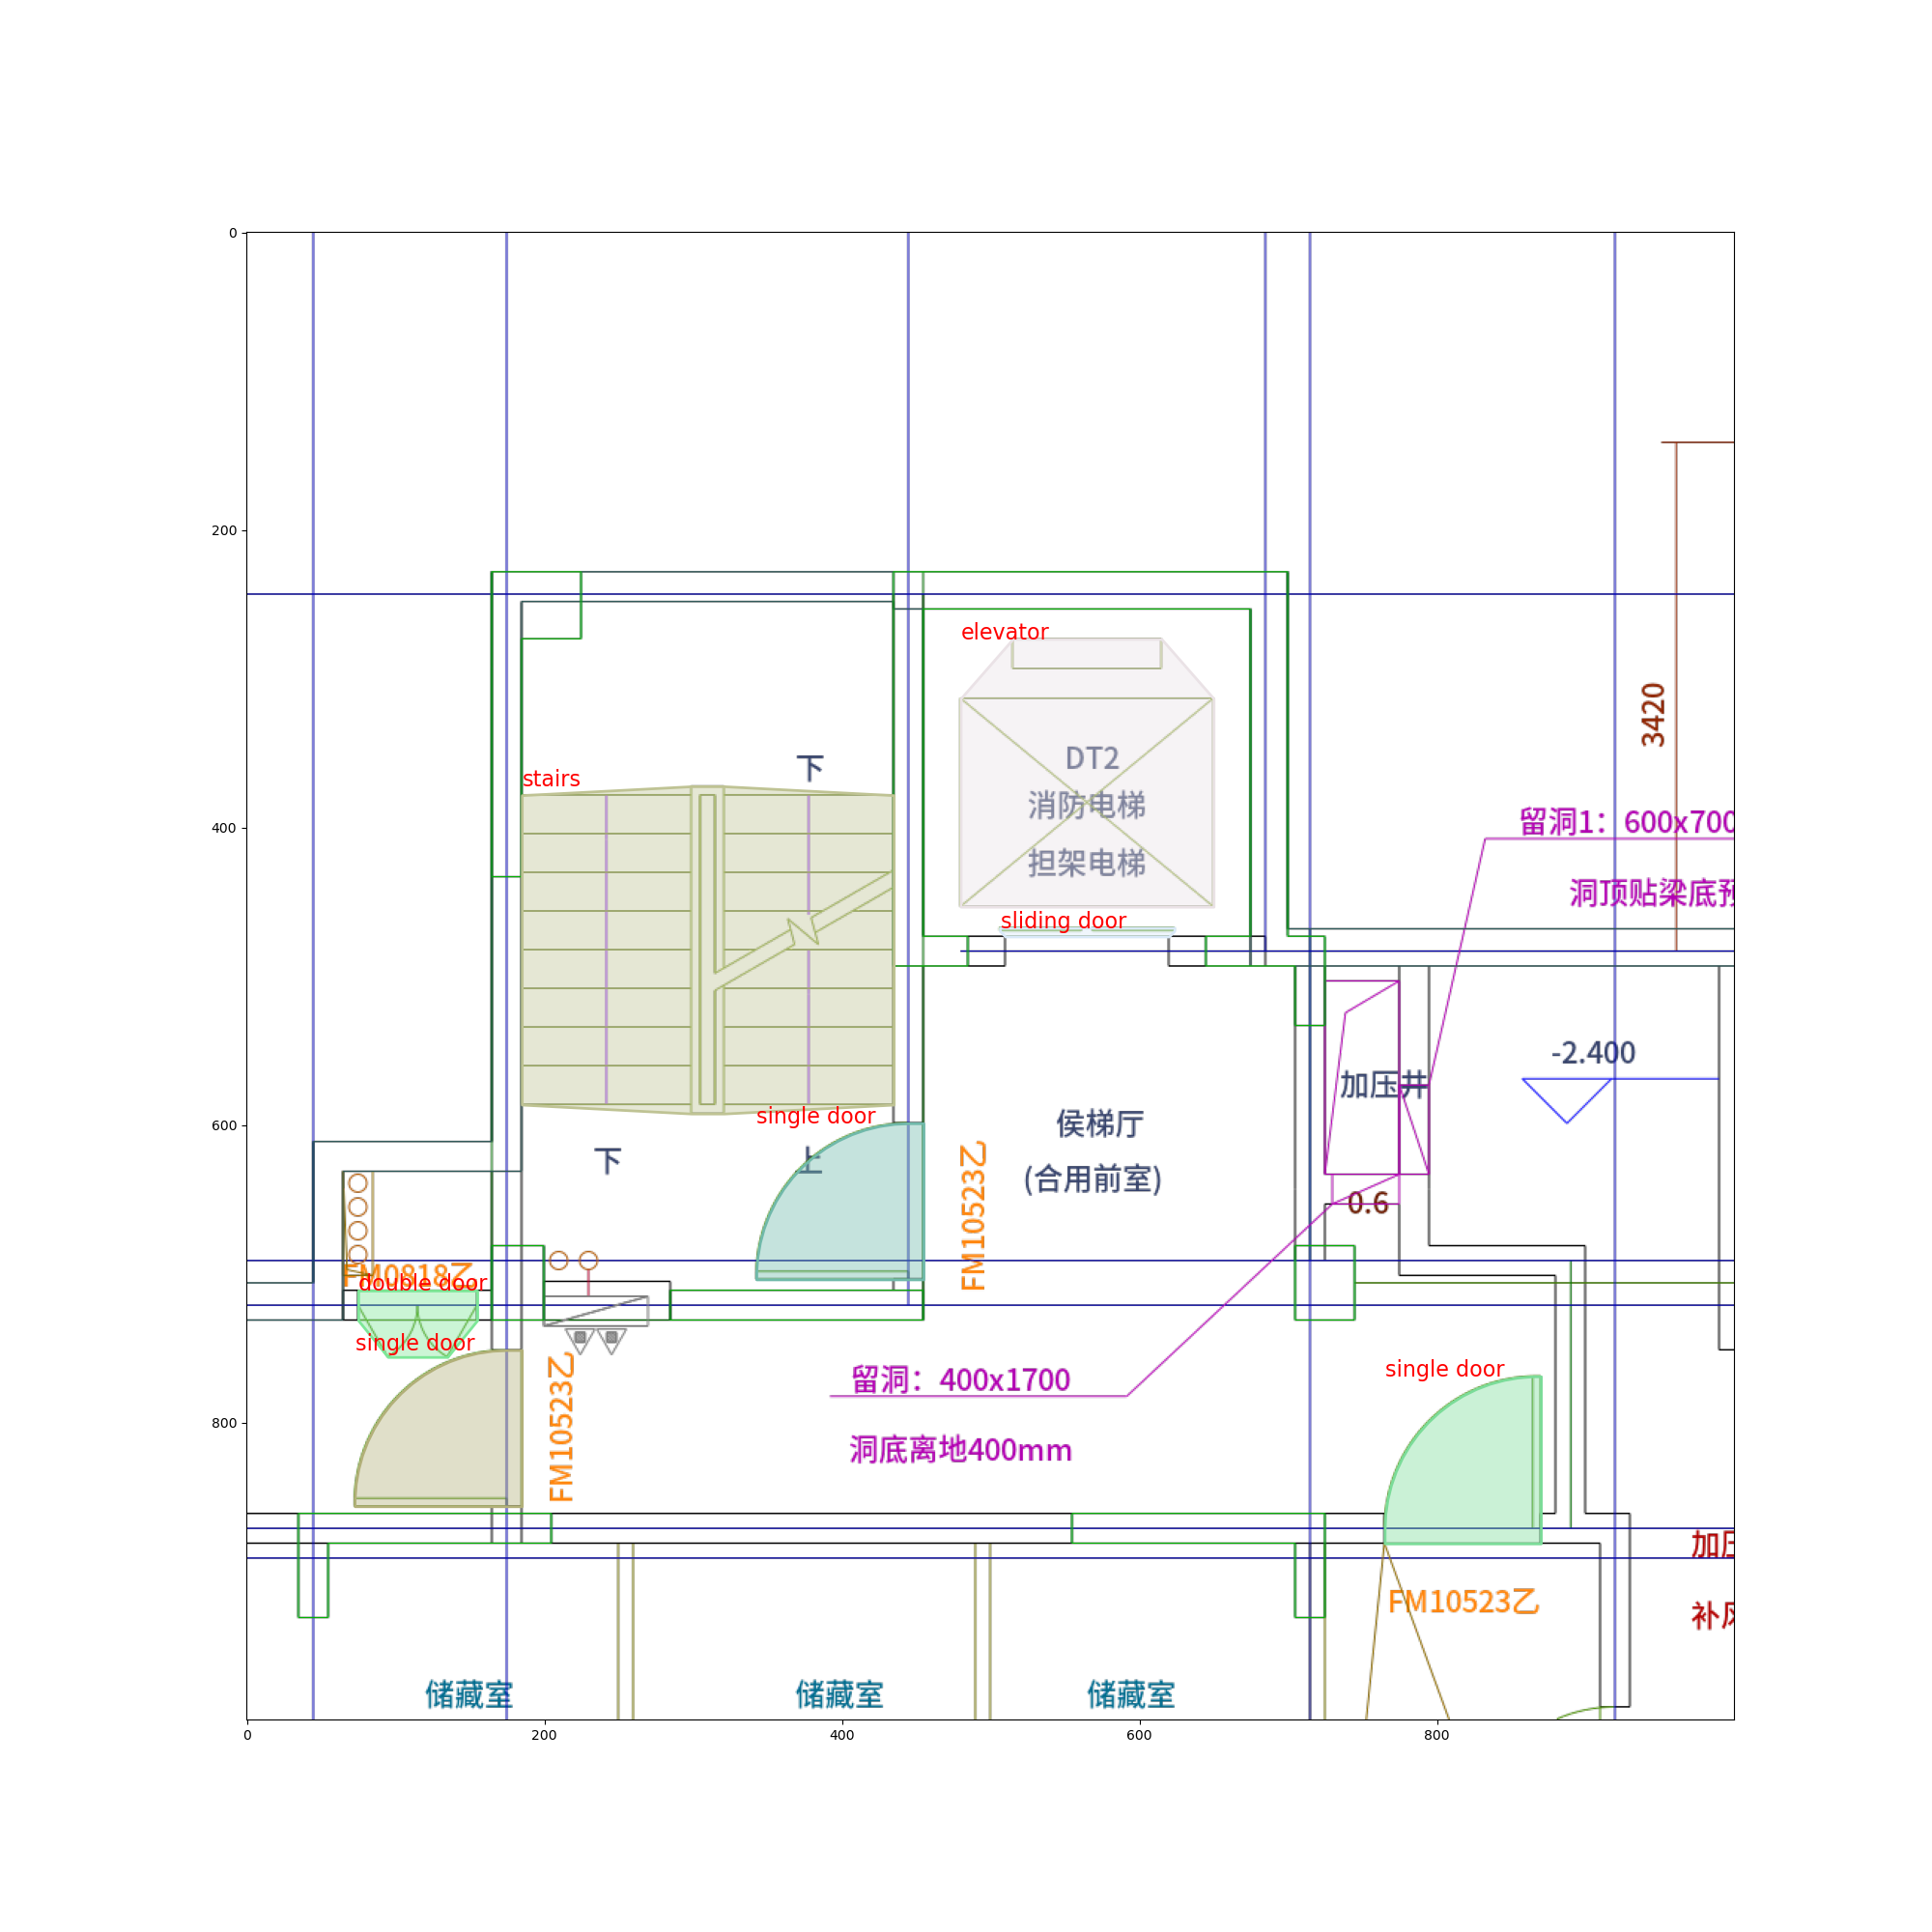 0
200
elevator
3420
下
DT2
stairs
消防电梯
400
留洞1：600x700
担架电梯
洞顶贴梁底预
sliding door
-2.400
加压井
600
single door
侯梯厅
下
上
(合用前室)
FM10523乙
0.6
FM0818乙
double door
single door
single door
留洞：400x1700
FM10523乙
800
洞底离地400mm
加压
FM10523乙
补风
储藏室
储藏室
储藏室
0
200
400
600
800